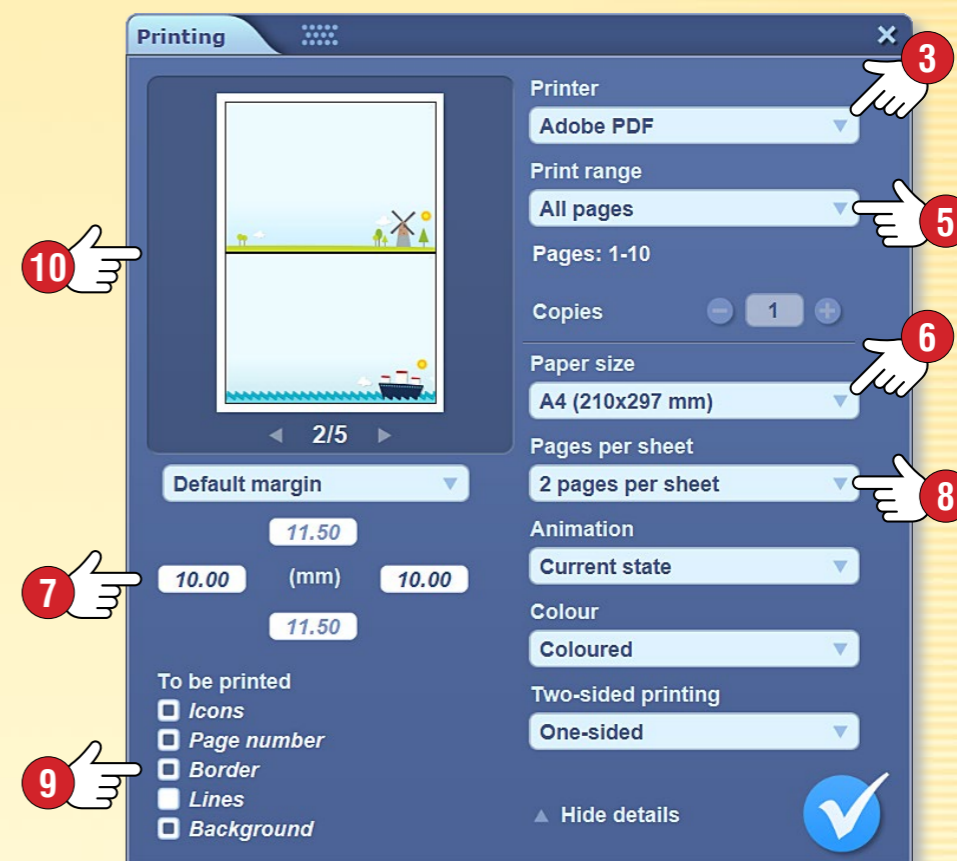 Printing
3
Printer
Adobe PDF
Print range
All pages
5
Pages: 1-10
10
Copies
1
6
Paper size
A4 (210x297 mm)
2/5
Pages per sheet
Default margin
2 pages per sheet
8
11.50
Animation
10.00
(mm)
10.00
Current state
7
11.50
Colour
Coloured
To be printed
Icons
Two-sided printing
Page number
One-sided
Border
9
Lines
Hide details
Background